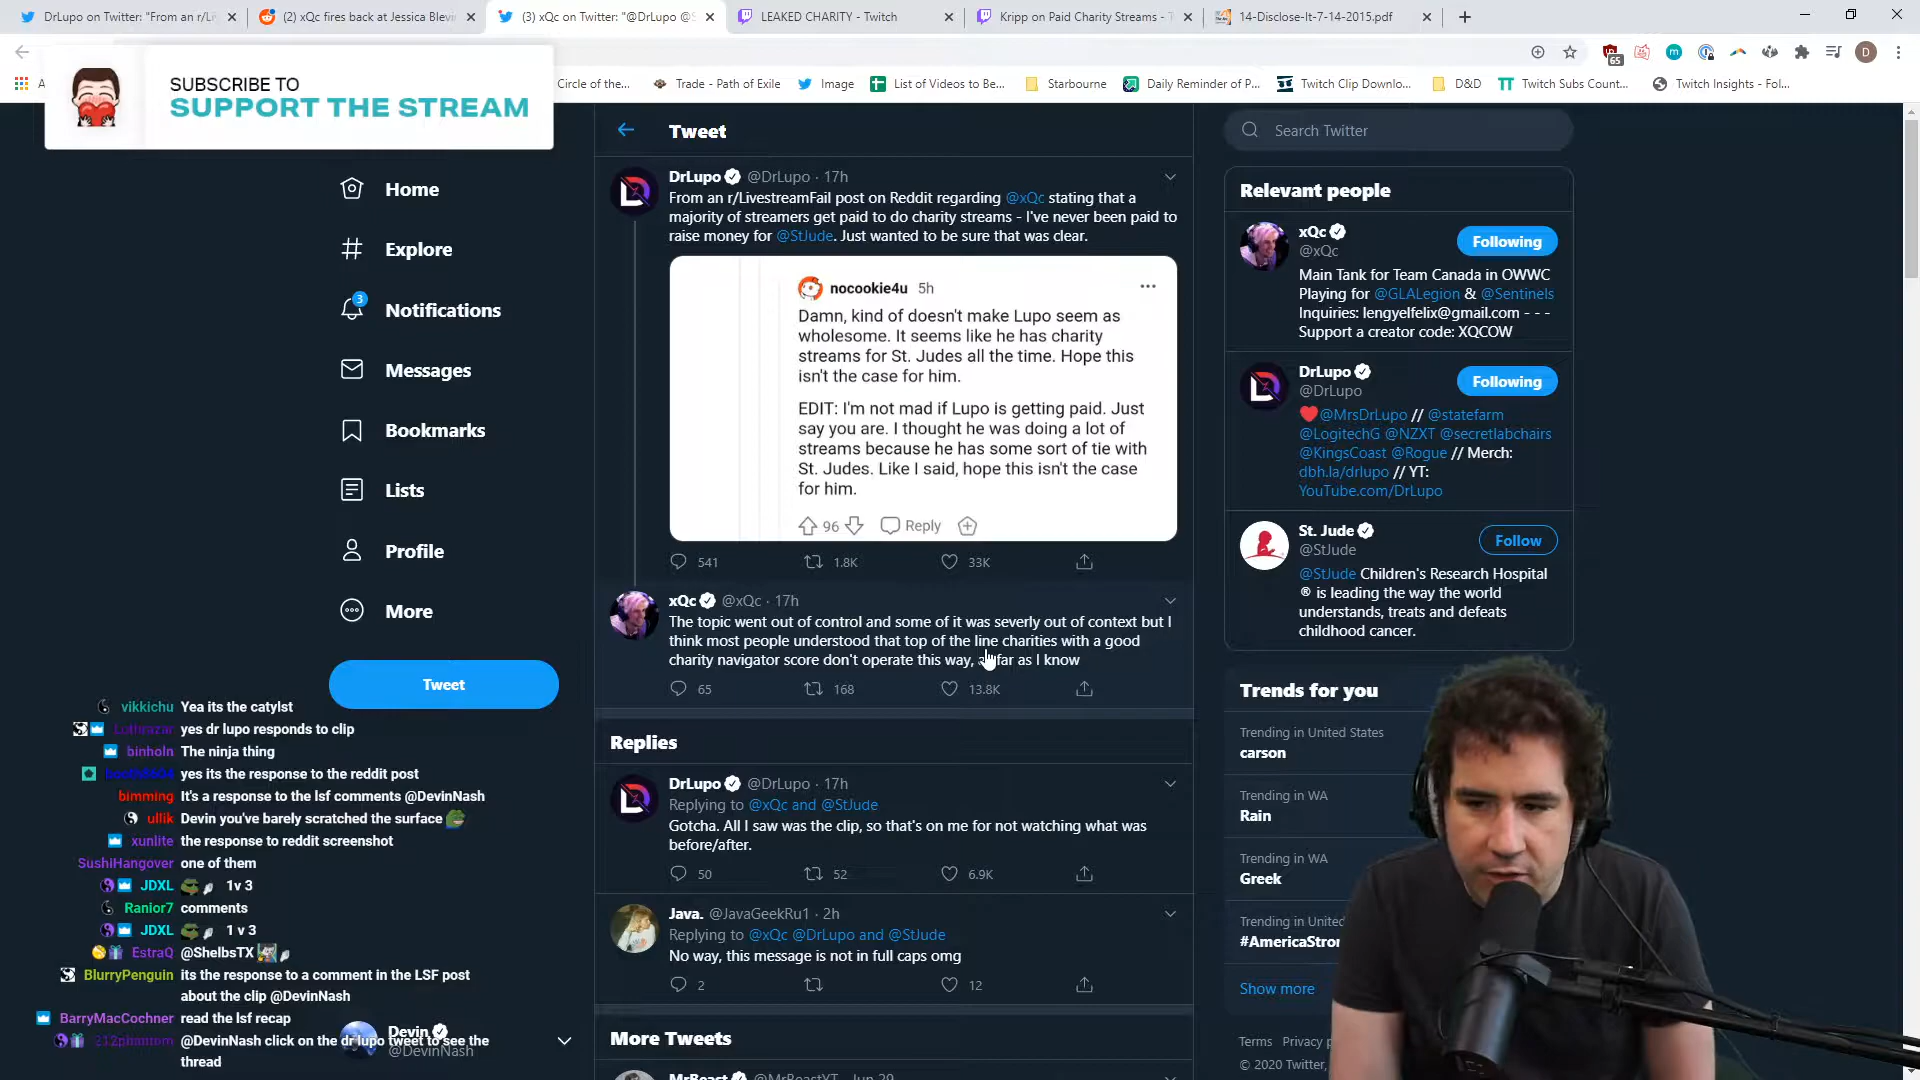 DrLupo on Twitter: "From an r/Li
(2) xQc fires back at Jessica Blevin
(3) xQc on Twitter: "@DrLupo @S
LEAKED CHARITY - Twitch
Kripp on Paid Charity Streams - T
14-Disclose-It-7-14-2015.pdf
65
D
A
Circle of the...
Trade - Path of Exile
Image
List of Videos to Be...
Starbourne
Daily Reminder of P...
Twitch Clip Downlo...
D&D
Twitch Subs Count...
Twitch Insights - Fol...
SUBSCRIBE TO
SUPPORT THE STREAM
Home
Explore
3
Notifications
Messages
Bookmarks
Lists
Profile
More
Tweet
vikkichu Yea its the catylst
Lothrazar yes dr lupo responds to clip
binholn The ninja thing
yes its the response to the reddit post
bimming It's a response to the lsf comments @DevinNash
ullik Devin you've barely scratched the surface
xunlite the response to reddit screenshot
SushiHangover one of them
JDXL 1v 3
Ranior7 comments
JDXL 1 v 3
EstraQ @ShelbsTX
BlurryPenguin its the response to a comment in the LSF post
about the clip @DevinNash
BarryMacCochner read the lsf recap
312phantom @DevinNash click on the dr lupo tweet to see the
thread
Devin
@DevinNash
Tweet
DrLupo @DrLupo · 17h
From an r/LivestreamFail post on Reddit regarding @xQc stating that a
majority of streamers get paid to do charity streams - I've never been paid to
raise money for @StJude. Just wanted to be sure that was clear.
nocookie4u 5h
Damn, kind of doesn't make Lupo seem as
wholesome. It seems like he has charity
streams for St. Judes all the time. Hope this
isn't the case for him.
EDIT: I'm not mad if Lupo is getting paid. Just
say you are. I thought he was doing a lot of
streams because he has some sort of tie with
St. Judes. Like I said, hope this isn't the case
for him.
96 Reply
541 1.8K 33K
xQc @xQc · 17h
The topic went out of control and some of it was severly out of context but I
think most people understood that top of the line charities with a good
charity navigator score don't operate this way, as far as I know
65 168 13.8K
Replies
DrLupo @DrLupo · 17h
Replying to @xQc and @StJude
Gotcha. All I saw was the clip, so that's on me for not watching what was
before/after.
50 52 6.9K
Java. @JavaGeekRu1 · 2h
Replying to @xQc @DrLupo and @StJude
No way, this message is not in full caps omg
2 12
More Tweets
MrBeast @MrBeastYT · Jun 29
Search Twitter
Relevant people
xQc
@xQc
Following
Main Tank for Team Canada in OWWC
Playing for @GLALegion & @Sentinels
Inquiries: lengyelfelix@gmail.com - - -
Support a creator code: XQCOW
DrLupo
@DrLupo
Following
@MrsDrLupo // @statefarm
@LogitechG @NZXT @secretlabchairs
@KingsCoast @Rogue // Merch:
dbh.la/drlupo // YT:
YouTube.com/DrLupo
St. Jude
@StJude
Follow
@StJude Children's Research Hospital
® is leading the way the world
understands, treats and defeats
childhood cancer.
Trends for you
Trending in United States
carson
Trending in WA
Rain
Trending in WA
Greek
Trending in United
#AmericaStron
Show more
Terms Privacy p
© 2020 Twitter,